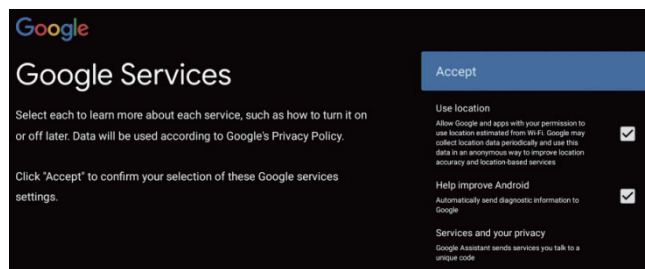 Google
Google Services
Select each to learn more about each service, such as how to turn it on
or off later. Data will be used according to Google's Privacy Policy.
Click "Accept" to confirm your selection of these Google services
settings.
Accept
Use location
Allow Google and apps with your permission to
use location estimated from Wi-Fi. Google may
collect location data periodically and use this
data in an anonymous way to improve location
accuracy and location-based services
Help improve Android
Automatically send diagnostic information to
Google
Services and your privacy
Google Assistant sends services you talk to a
unique code